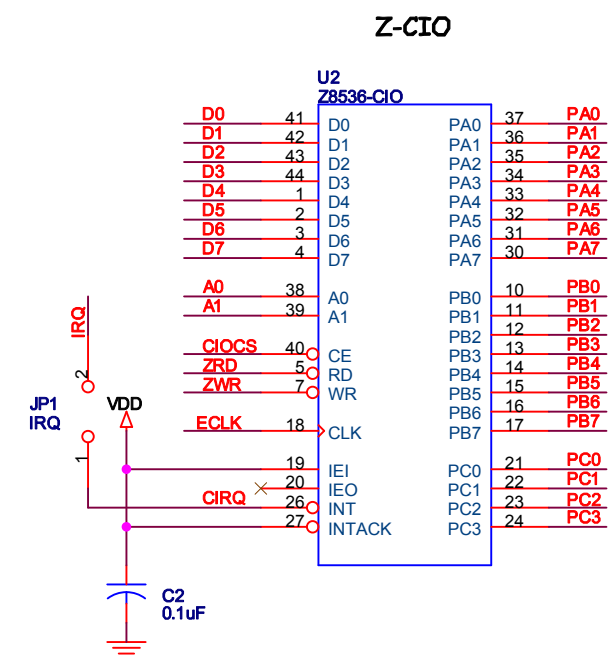 Z-CIO
U2
Z8536-CIO
D0 41 D0 PA0 37 PA0
D1 42 D1 PA1 36 PA1
D2 43 D2 PA2 35 PA2
D3 44 D3 PA3 34 PA3
D4 1 D4 PA4 33 PA4
D5 2 D5 PA5 32 PA5
D6 3 D6 PA6 31 PA6
D7 4 D7 PA7 30 PA7
A0 38 A0 PB0 10 PB0
A1 39 A1 PB1 11 PB1
PB2 12 PB2
CIOCS 40 CE PB3 13 PB3
ZRD 5 RD PB4 14 PB4
ZWR 7 WR PB5 15 PB5
PB6 16 PB6
ECLK 18 CLK PB7 17 PB7
IRQ
2
JP1
IRQ
1
VDD
19 IEI PC0 21 PC0
20 IEO PC1 22 PC1
CIRQ 26 INT PC2 23 PC2
27 INTACK PC3 24 PC3
C2
0.1uF